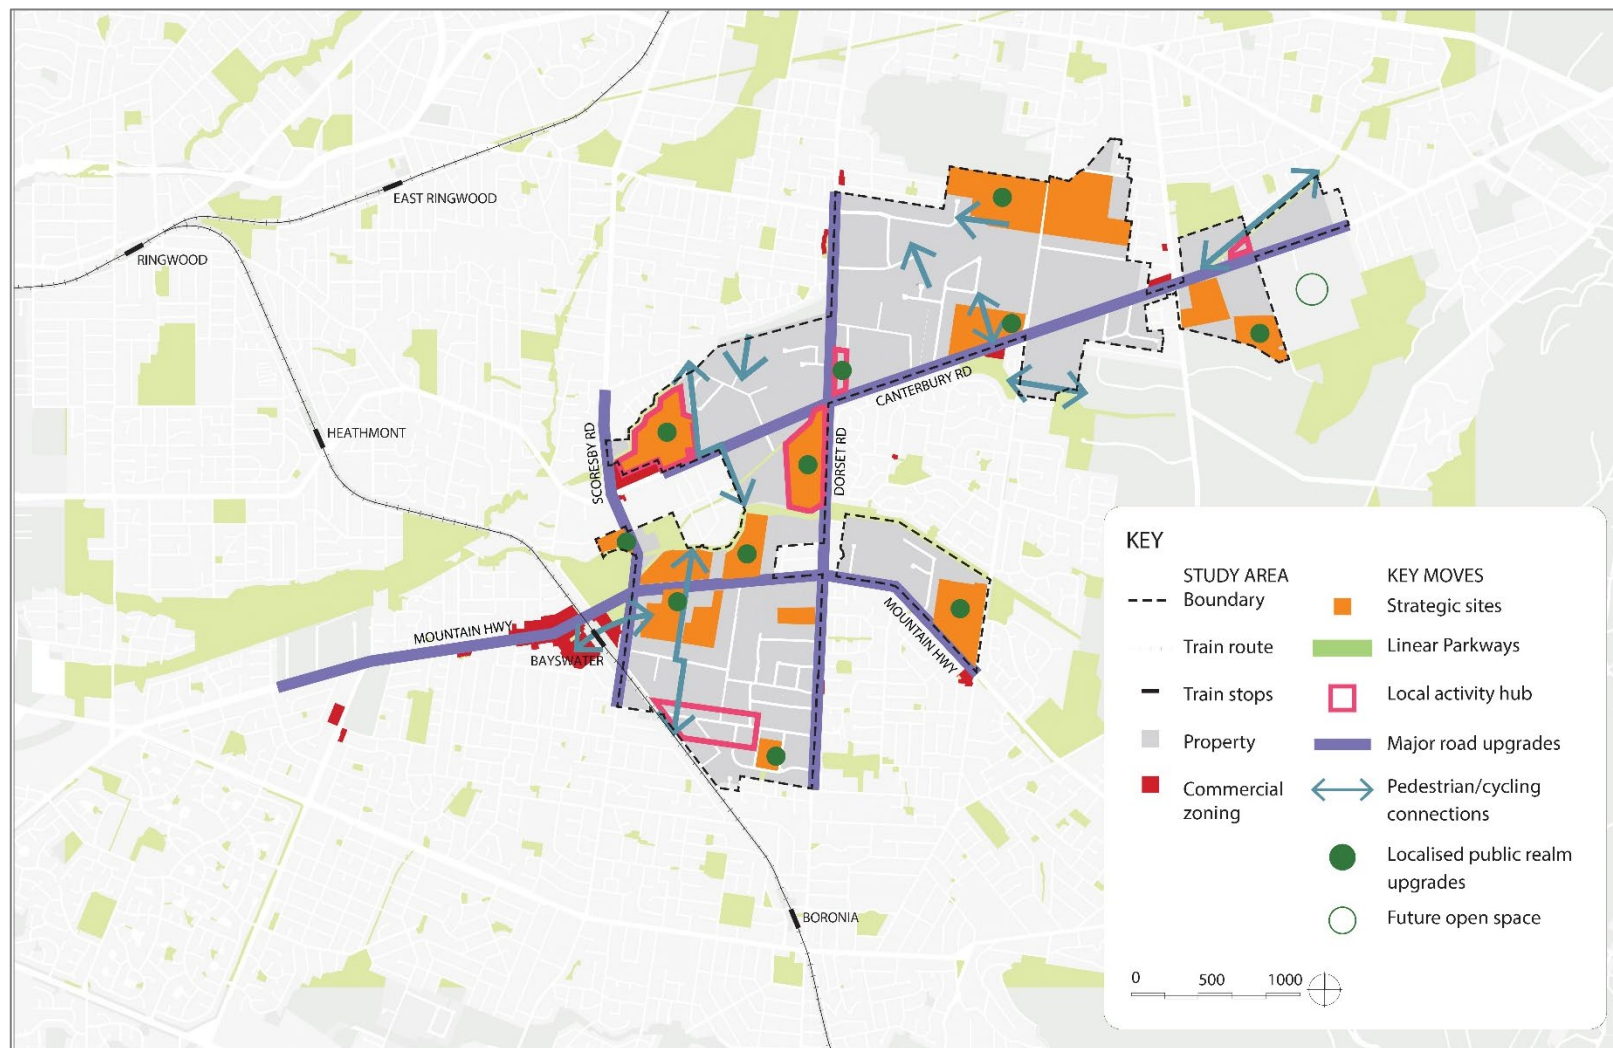 EAST RINGWOOD
RINGWOOD
HEATHMONT
SCORESBY RD
CANTERBURY RD
DORSET RD
MOUNTAIN HWY
BAYSWATER
MOUNTAIN HWY
BORONIA
KEY
STUDY AREA
Boundary
Train route
Train stops
Property
Commercial
zoning
KEY MOVES
Strategic sites
Linear Parkways
Local activity hub
Major road upgrades
Pedestrian/cycling
connections
Localised public realm
upgrades
Future open space
0 500 1000